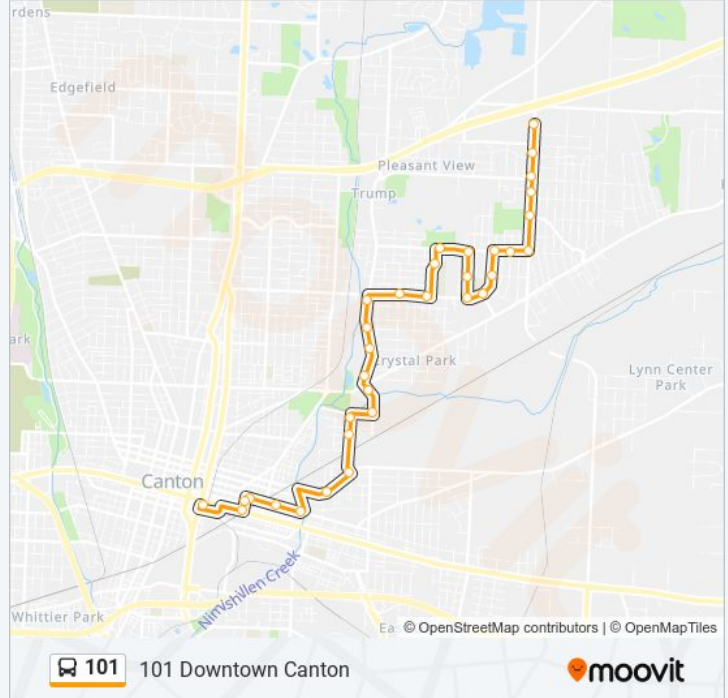 rdens
Edgefield
Pleasant View
Trump
ark
Crystal Park
Lynn Center
Park
Canton
Nimishillen Creek
Whittier Park
Ea
© OpenStreetMap contributors | © OpenMapTiles
101 101 Downtown Canton
moovit